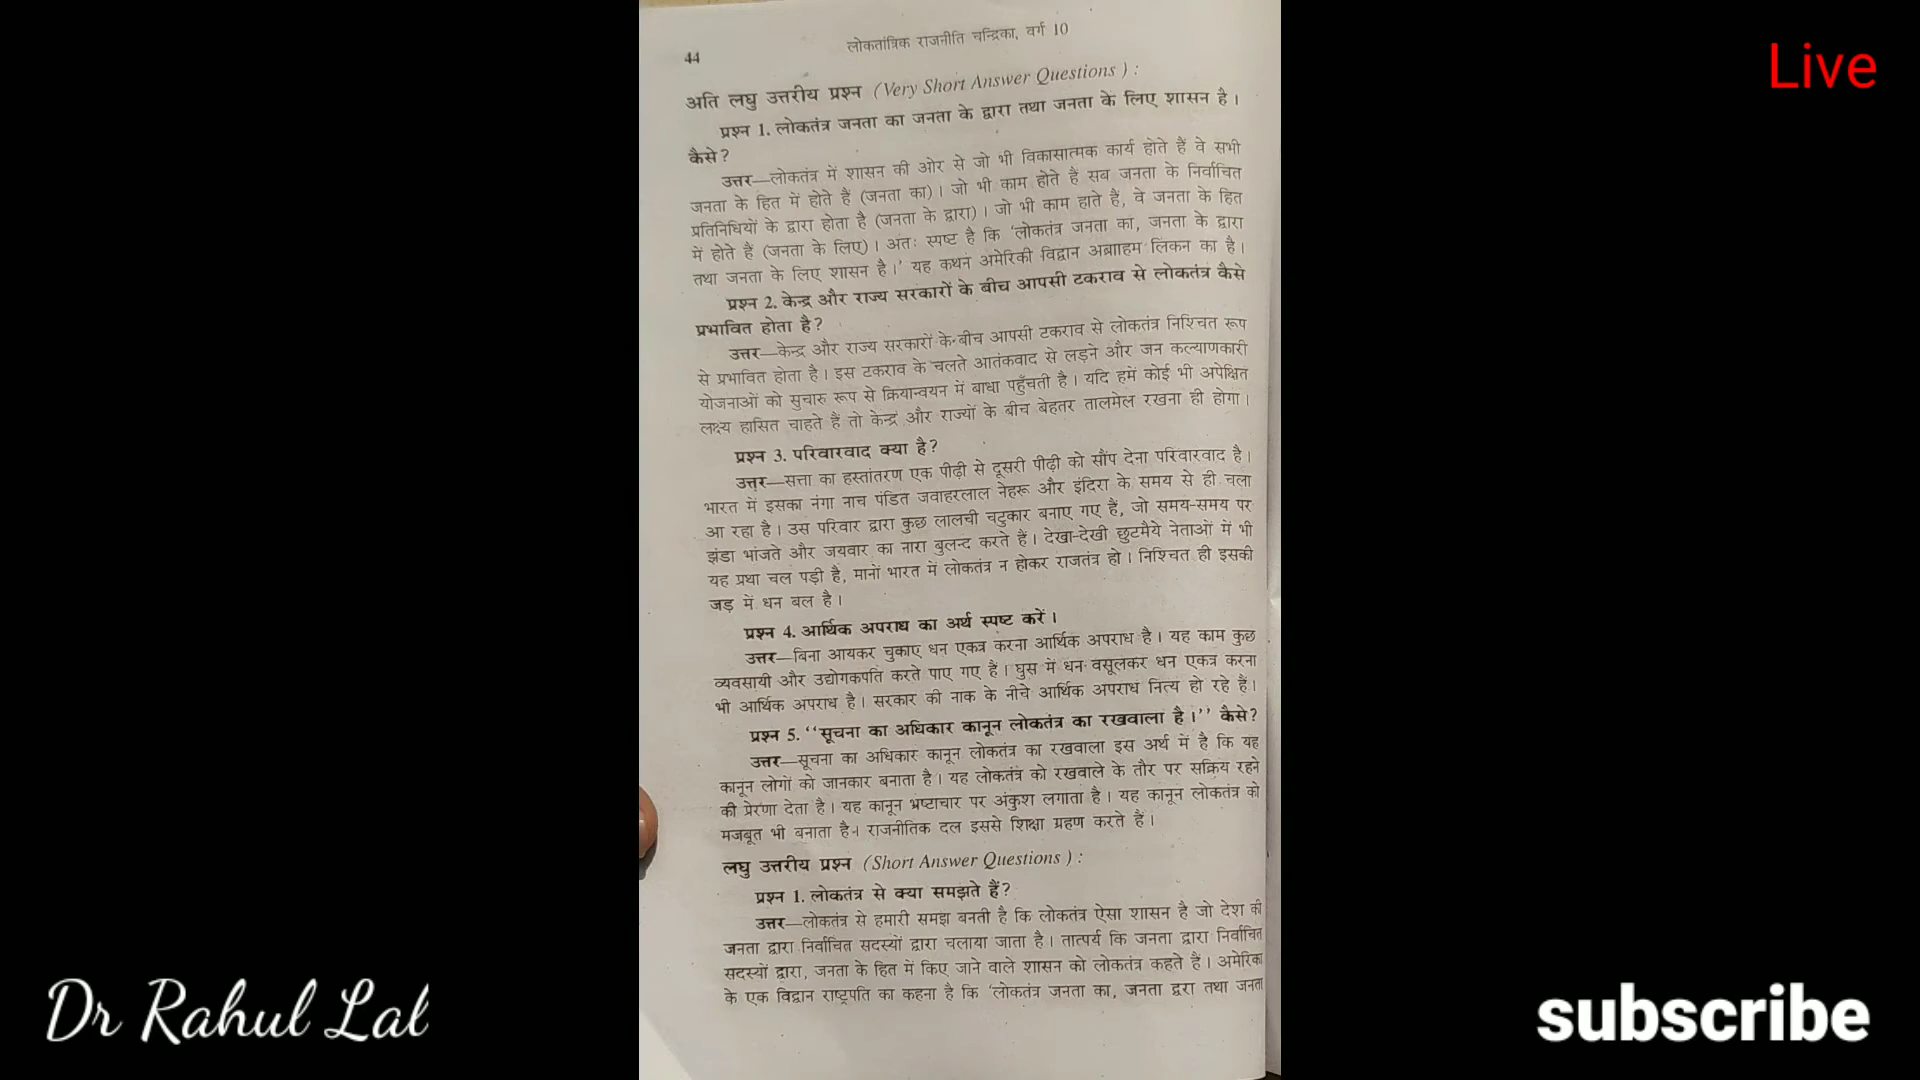 44
लोकतांत्रिक राजनीति चन्द्रिका, वर्ग 10
Live
अति लघु उत्तरीय प्रश्न (Very Short Answer Questions) :
प्रश्न 1. लोकतंत्र जनता का जनता के द्वारा तथा जनता के लिए शासन है।
कैसे?
उत्तर—लोकतंत्र में शासन की ओर से जो भी विकासात्मक कार्य होते हैं वे सभी
जनता के हित में होते हैं (जनता का)। जो भी काम होते हैं सब जनता के निर्वाचित
प्रतिनिधियों के द्वारा होता है (जनता के द्वारा)। जो भी काम हाते हैं, वे जनता के हित
में होते हैं (जनता के लिए)। अतः स्पष्ट है कि ‘लोकतंत्र जनता का, जनता के द्वारा
तथा जनता के लिए शासन है।’ यह कथन अमेरिकी विद्वान अब्रााहम लिंकन का है।
प्रश्न 2. केन्द्र और राज्य सरकारों के बीच आपसी टकराव से लोकतंत्र कैसे
प्रभावित होता है?
उत्तर—केन्द्र और राज्य सरकारों के बीच आपसी टकराव से लोकतंत्र निश्चित रूप
से प्रभावित होता है। इस टकराव के चलते आतंकवाद से लड़ने और जन कल्याणकारी
योजनाओं को सुचारु रूप से क्रियान्वयन में बाधा पहुँचती है। यदि हमें कोई भी अपेक्षित
लक्ष्य हासित चाहते हैं तो केन्द्र और राज्यों के बीच बेहतर तालमेल रखना ही होगा।
प्रश्न 3. परिवारवाद क्या है?
उत्तर—सत्ता का हस्तांतरण एक पीढ़ी से दूसरी पीढ़ी को सौंप देना परिवारवाद है।
भारत में इसका नंगा नाच पंडित जवाहरलाल नेहरू और इंदिरा के समय से ही चला
आ रहा है। उस परिवार द्वारा कुछ लालची चटुकार बनाए गए हैं, जो समय-समय पर
झंडा भांजते और जयवार का नारा बुलन्द करते हैं। देखा-देखी छुटमैये नेताओं में भी
यह प्रथा चल पड़ी है, मानों भारत में लोकतंत्र न होकर राजतंत्र हो। निश्चित ही इसकी
जड़ में धन बल है।
प्रश्न 4. आर्थिक अपराध का अर्थ स्पष्ट करें।
उत्तर—बिना आयकर चुकाए धन एकत्र करना आर्थिक अपराध है। यह काम कुछ
व्यवसायी और उद्योगकपति करते पाए गए हैं। घुस में धन वसूलकर धन एकत्र करना
भी आर्थिक अपराध है। सरकार की नाक के नीचे आर्थिक अपराध नित्य हो रहे हैं।
प्रश्न 5. ‘‘सूचना का अधिकार कानून लोकतंत्र का रखवाला है।’’ कैसे?
उत्तर—सूचना का अधिकार कानून लोकतंत्र का रखवाला इस अर्थ में है कि यह
कानून लोगों को जानकार बनाता है। यह लोकतंत्र को रखवाले के तौर पर सक्रिय रहने
की प्रेरणा देता है। यह कानून भ्रष्टाचार पर अंकुश लगाता है। यह कानून लोकतंत्र को
मजबूत भी बनाता है। राजनीतिक दल इससे शिक्षा ग्रहण करते हैं।
लघु उत्तरीय प्रश्न (Short Answer Questions) :
प्रश्न 1. लोकतंत्र से क्या समझते हैं?
उत्तर—लोकतंत्र से हमारी समझ बनती है कि लोकतंत्र ऐसा शासन है जो देश की
जनता द्वारा निर्वाचित सदस्यों द्वारा चलाया जाता है। तात्पर्य कि जनता द्वारा निर्वाचित
सदस्यों द्वारा, जनता के हित में किए जाने वाले शासन को लोकतंत्र कहते हैं। अमेरिका
के एक विद्वान राष्ट्रपति का कहना है कि ‘लोकतंत्र जनता का, जनता द्वरा तथा जनता
Dr Rahul Lal
subscribe